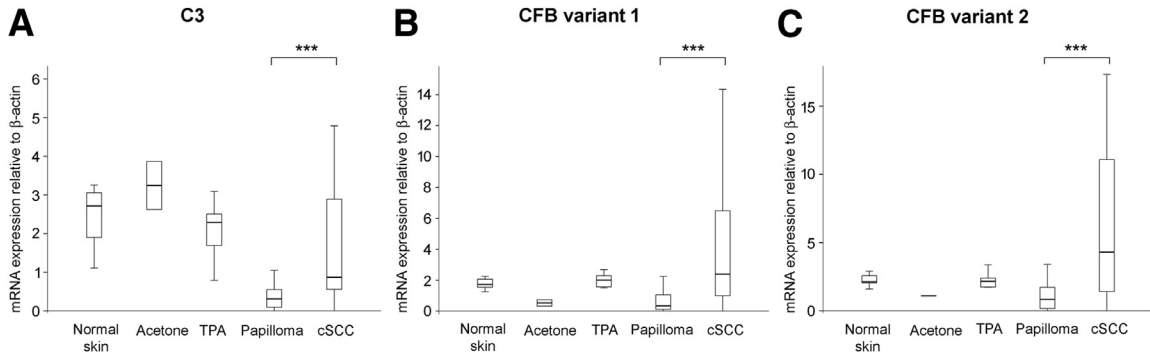 A
C3
***
mRNA expression relative to β-actin
6
5
4
3
2
1
0
Normal skin
Acetone
TPA
Papilloma
cSCC
B
CFB variant 1
***
mRNA expression relative to β-actin
14
12
10
8
6
4
2
0
Normal skin
Acetone
TPA
Papilloma
cSCC
C
CFB variant 2
***
mRNA expression relative to β-actin
15
10
5
0
Normal skin
Acetone
TPA
Papilloma
cSCC